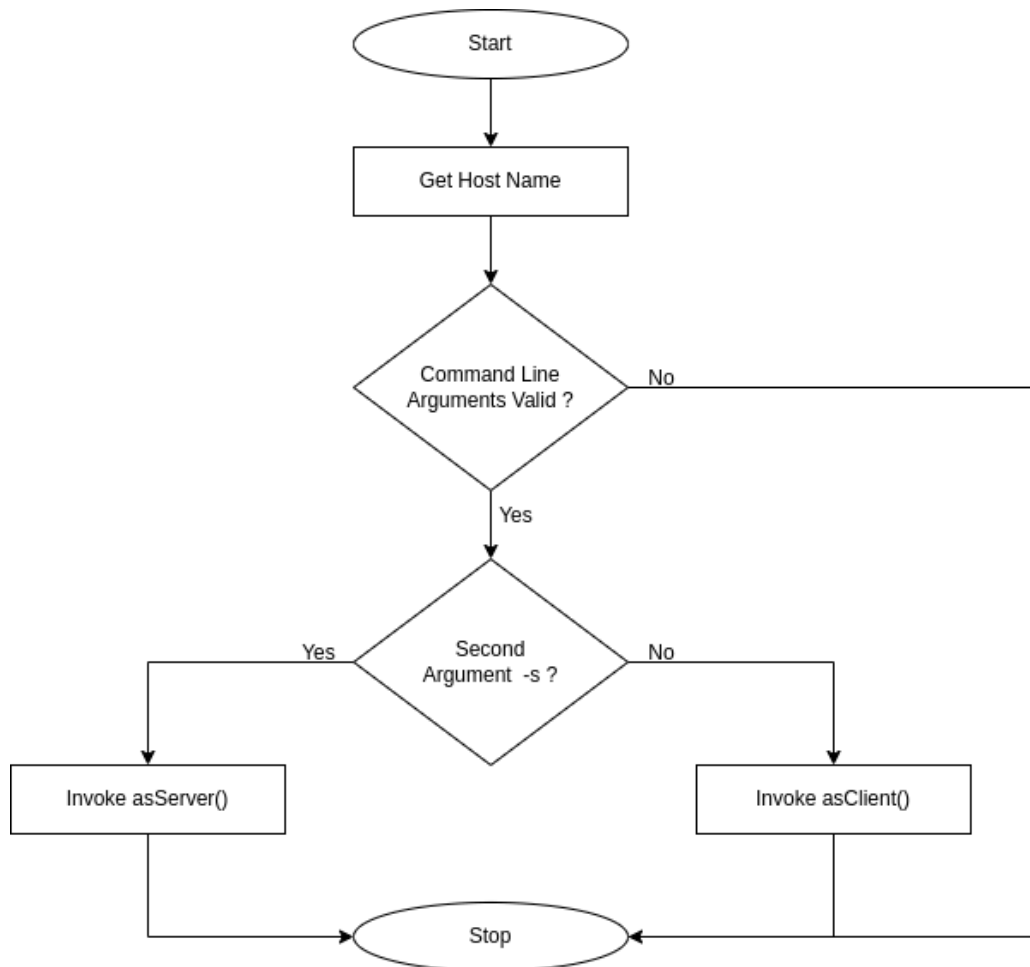 Start
Get Host Name
Command Line
Arguments Valid ?
No
Yes
Second
Argument  -s ?
Yes
No
Invoke asServer()
Invoke asClient()
Stop